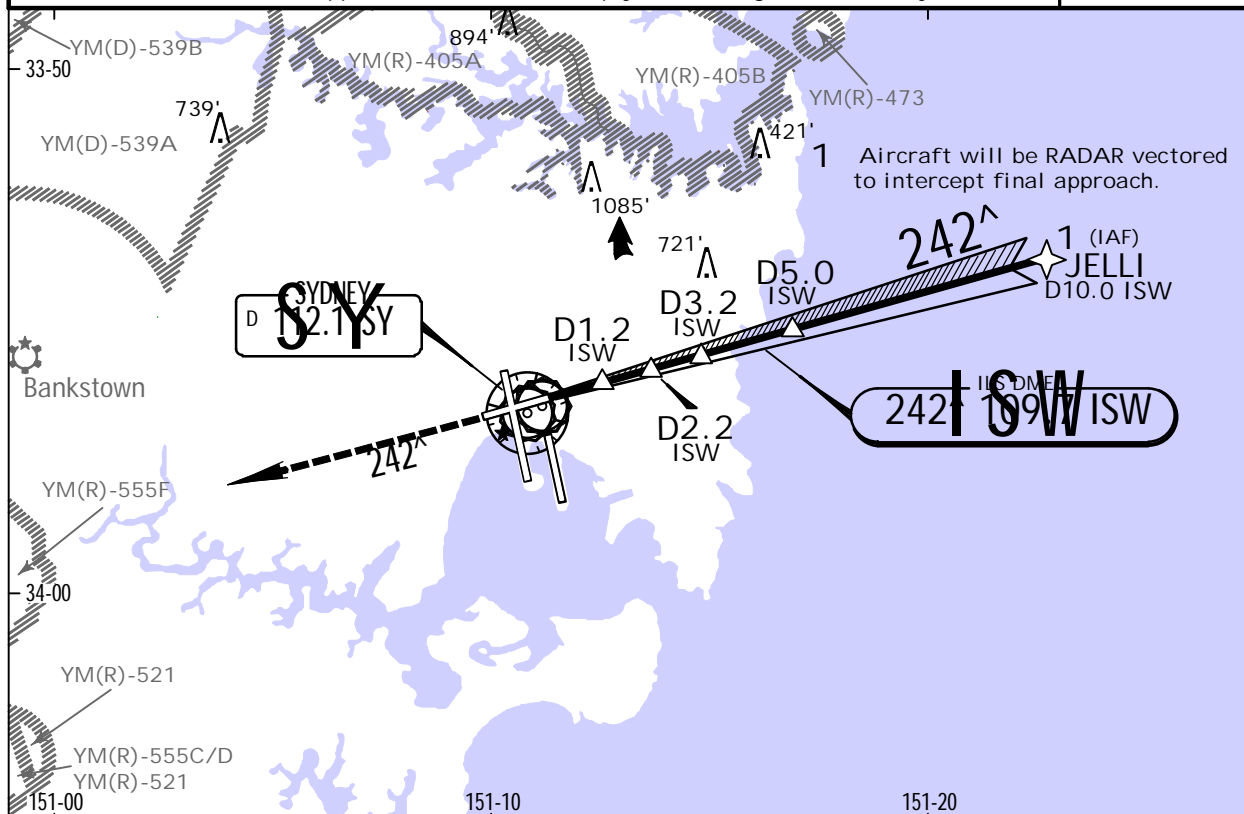 YM(D)-539B
894'
YM(R)-405A
YM(R)-405B
33-50
YM(R)-473
739'
421'
YM(D)-539A
1 Aircraft will be RADAR vectored
to intercept final approach.
1085'
242^
1 (IAF)
JELLI
D10.0 ISW
721'
D5.0
ISW
D3.2
ISW
D1.2
ISW
D2.2
ISW
SYDNEY
D 112.1 SY
S Y
Bankstown
ILS DME
242^ 109.7 ISW
I S W
242^
YM(R)-555F
34-00
YM(R)-521
YM(R)-555C/D
YM(R)-521
151-00
151-10
151-20